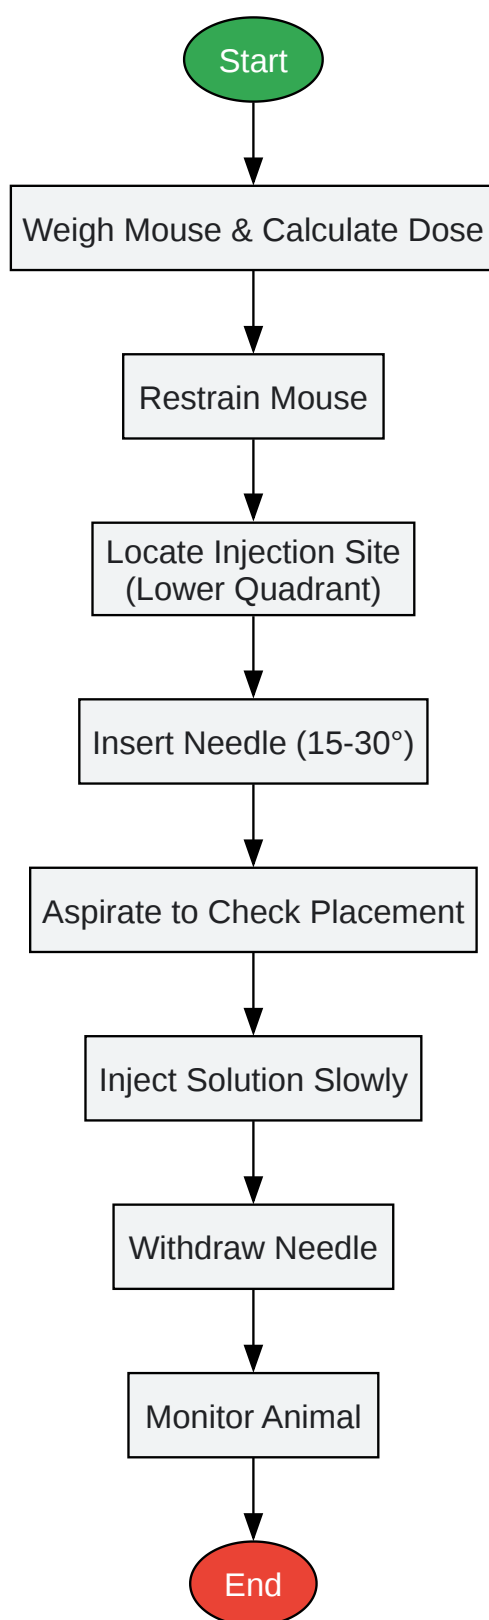 Start
Weigh Mouse & Calculate Dose
Restrain Mouse
Locate Injection Site
(Lower Quadrant)
Insert Needle (15-30°)
Aspirate to Check Placement
Inject Solution Slowly
Withdraw Needle
Monitor Animal
End